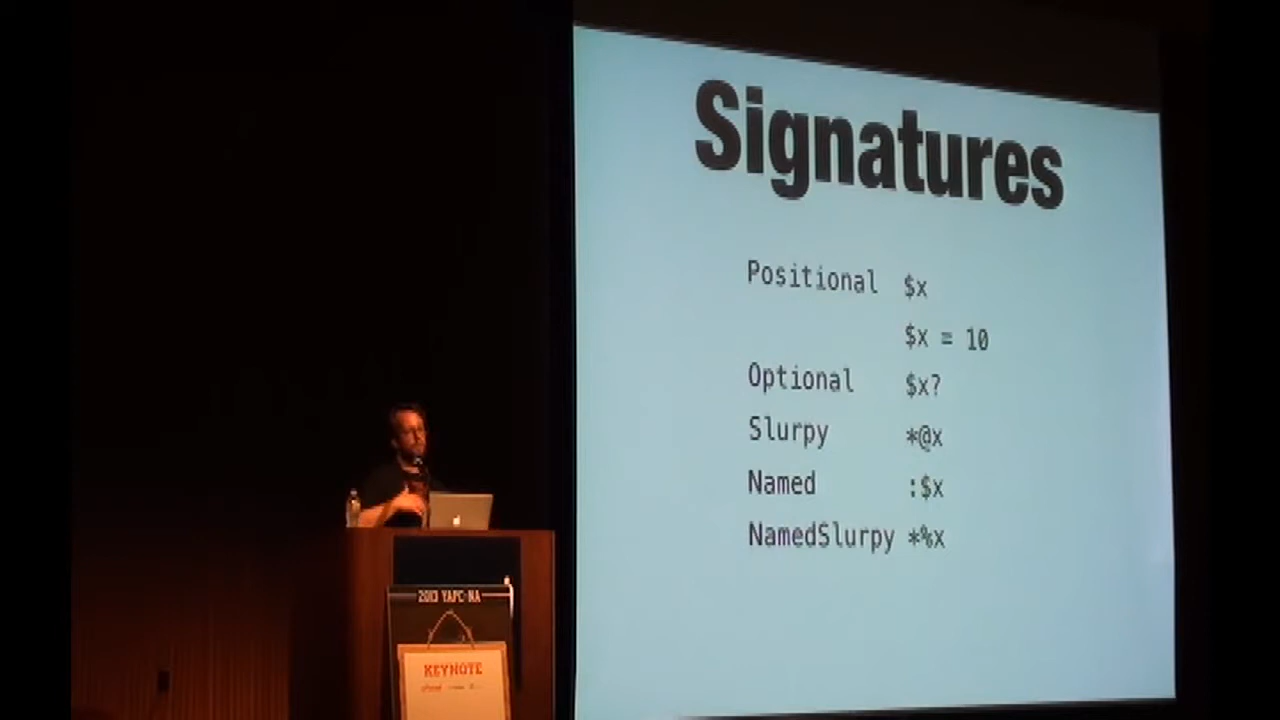 Signatures
Positional $x
$x = 10
Optional $x?
Slurpy *@x
Named :$x
NamedSlurpy *%x
2013 YAPC·NA
KEYNOTE